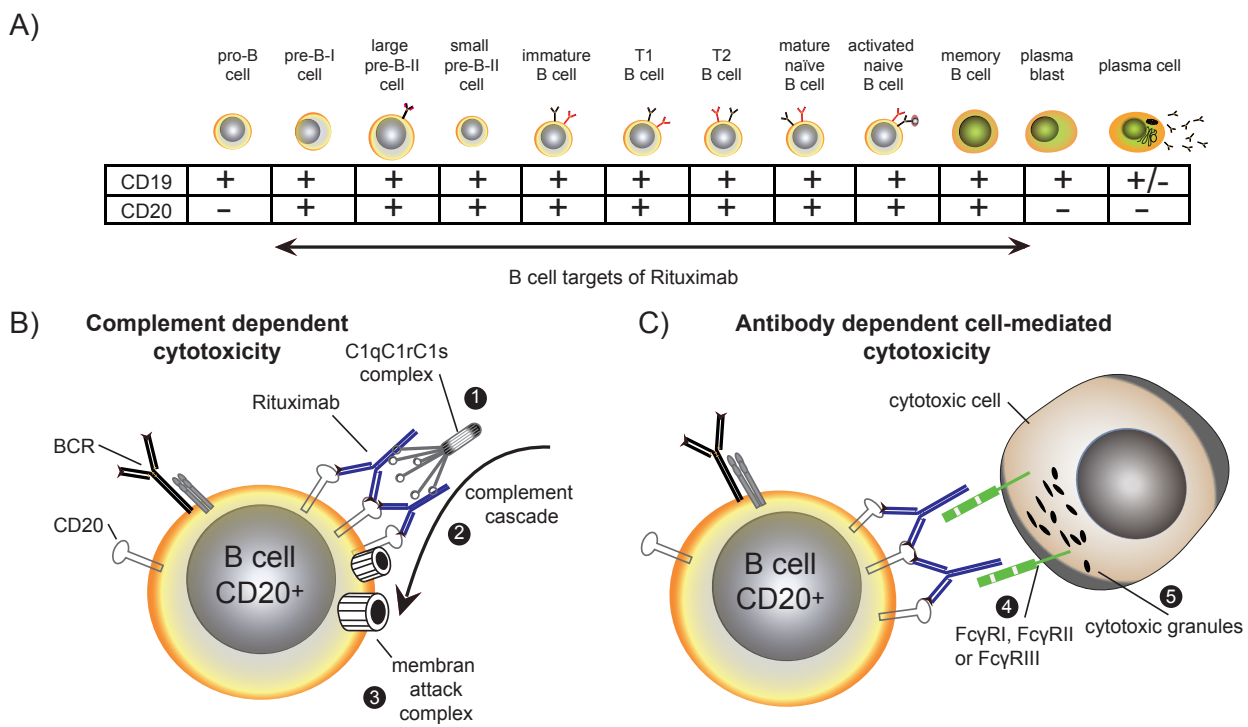 A)
pro-B
cell
pre-B-I
cell
large
pre-B-II
cell
small
pre-B-II
cell
immature
B cell
T1
B cell
T2
B cell
mature
naïve
B cell
activated
naive
B cell
memory
B cell
plasma
blast
plasma cell
CD19 + + + + + + + + + + + +/-
CD20 – + + + + + + + + + – –
B cell targets of Rituximab
B)
Complement dependent
cytotoxicity
C1qC1rC1s
complex
1
Rituximab
BCR
complement
cascade
2
CD20
B cell
CD20+
membran
attack
complex
3
C)
Antibody dependent cell-mediated
cytotoxicity
cytotoxic cell
B cell
CD20+
4
FcγRI, FcγRII
or FcγRIII
5
cytotoxic granules